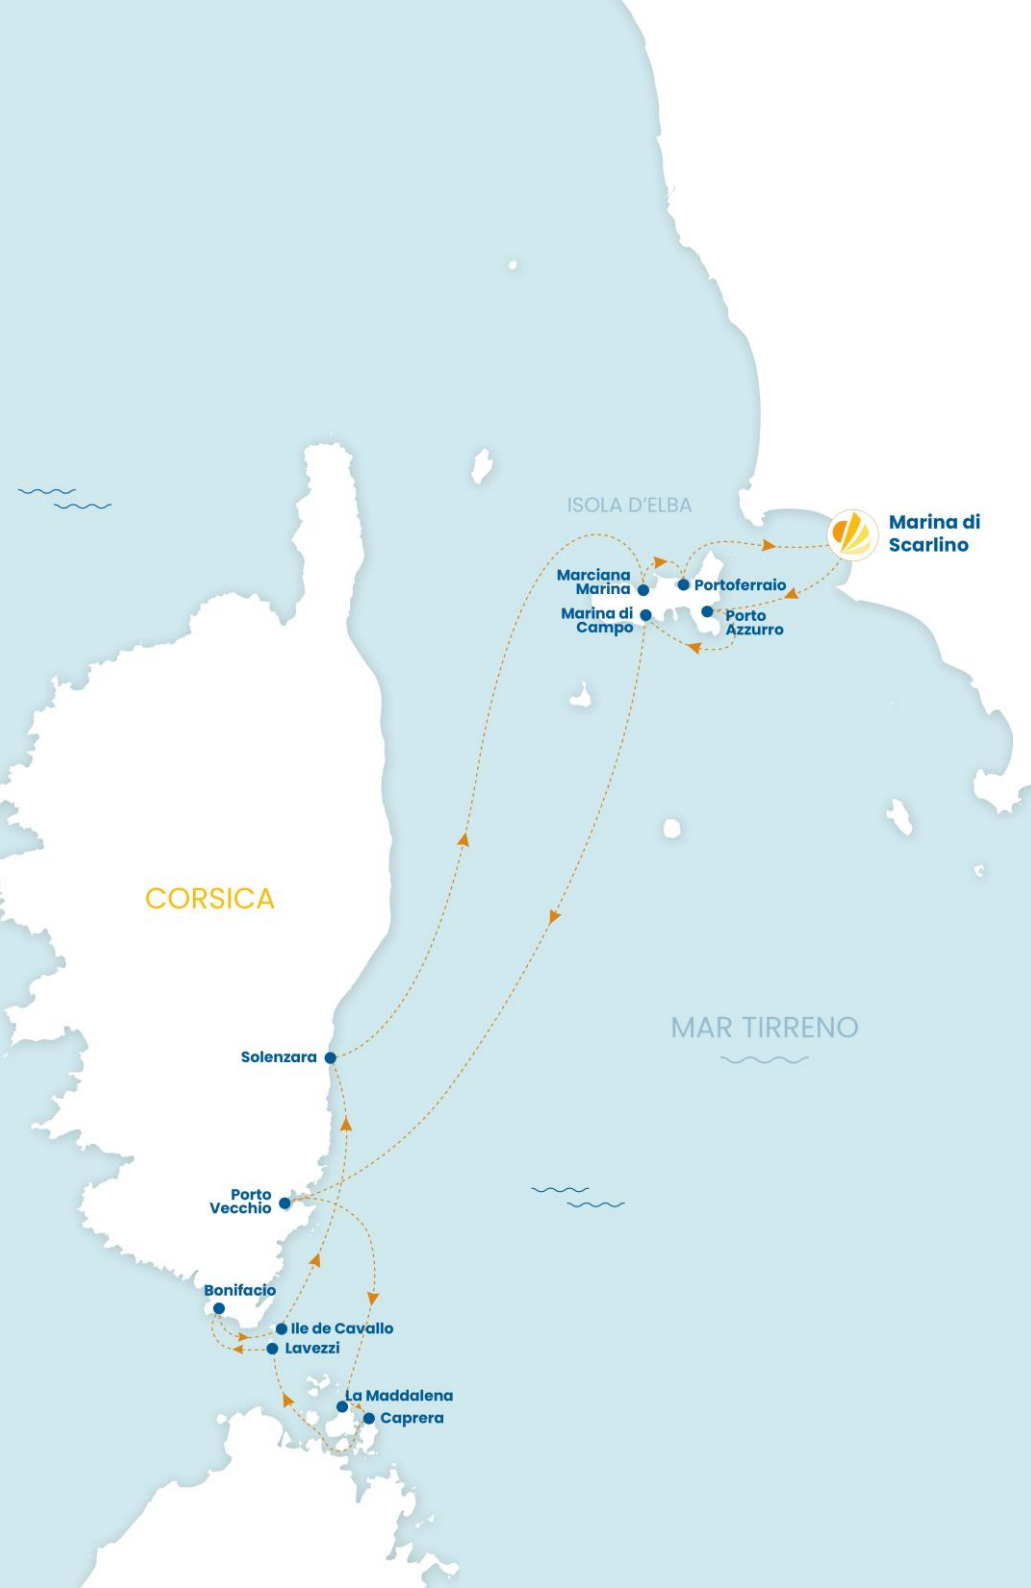 ISOLA D'ELBA
Marina di
Scarlino
Marciana
Marina
Portoferraio
Marina di
Campo
Porto
Azzurro
CORSICA
MAR TIRRENO
Solenzara
Porto
Vecchio
Bonifacio
Ile de Cavallo
Lavezzi
La Maddalena
Caprera